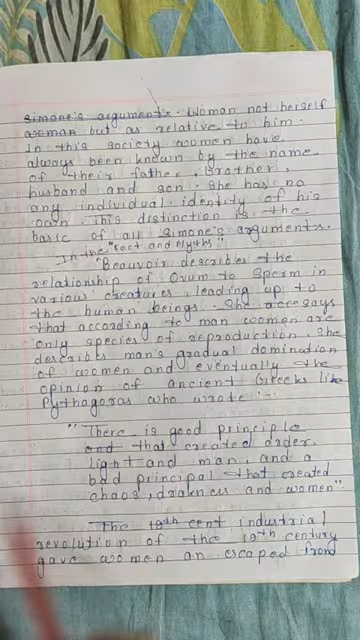 simone's arguments. Woman not herself
woman but as relative to him.
In this society women have
always been known by the name
of their father, Brother,
husband and son. She has no
any individual identity of his
own This distinction is the
basic of all Simone's arguments.
In the "Fact and Myths"
"Beauvoir describes the
relationship of Ovum to Sperm in
various creatures, leading up to
the human beings. She also says
that according to man women are
only species of reproduction. She
describes man's gradual domination
of women and eventually the
opinion of ancient Greeks like
Pythagoras who wrote :-
"There is good principle
and that created order,
light and man, and a
bad principal that created
chaos, drakness and women".
The 19th cent industrial
revolution of the 19th century
gave women an escaped from